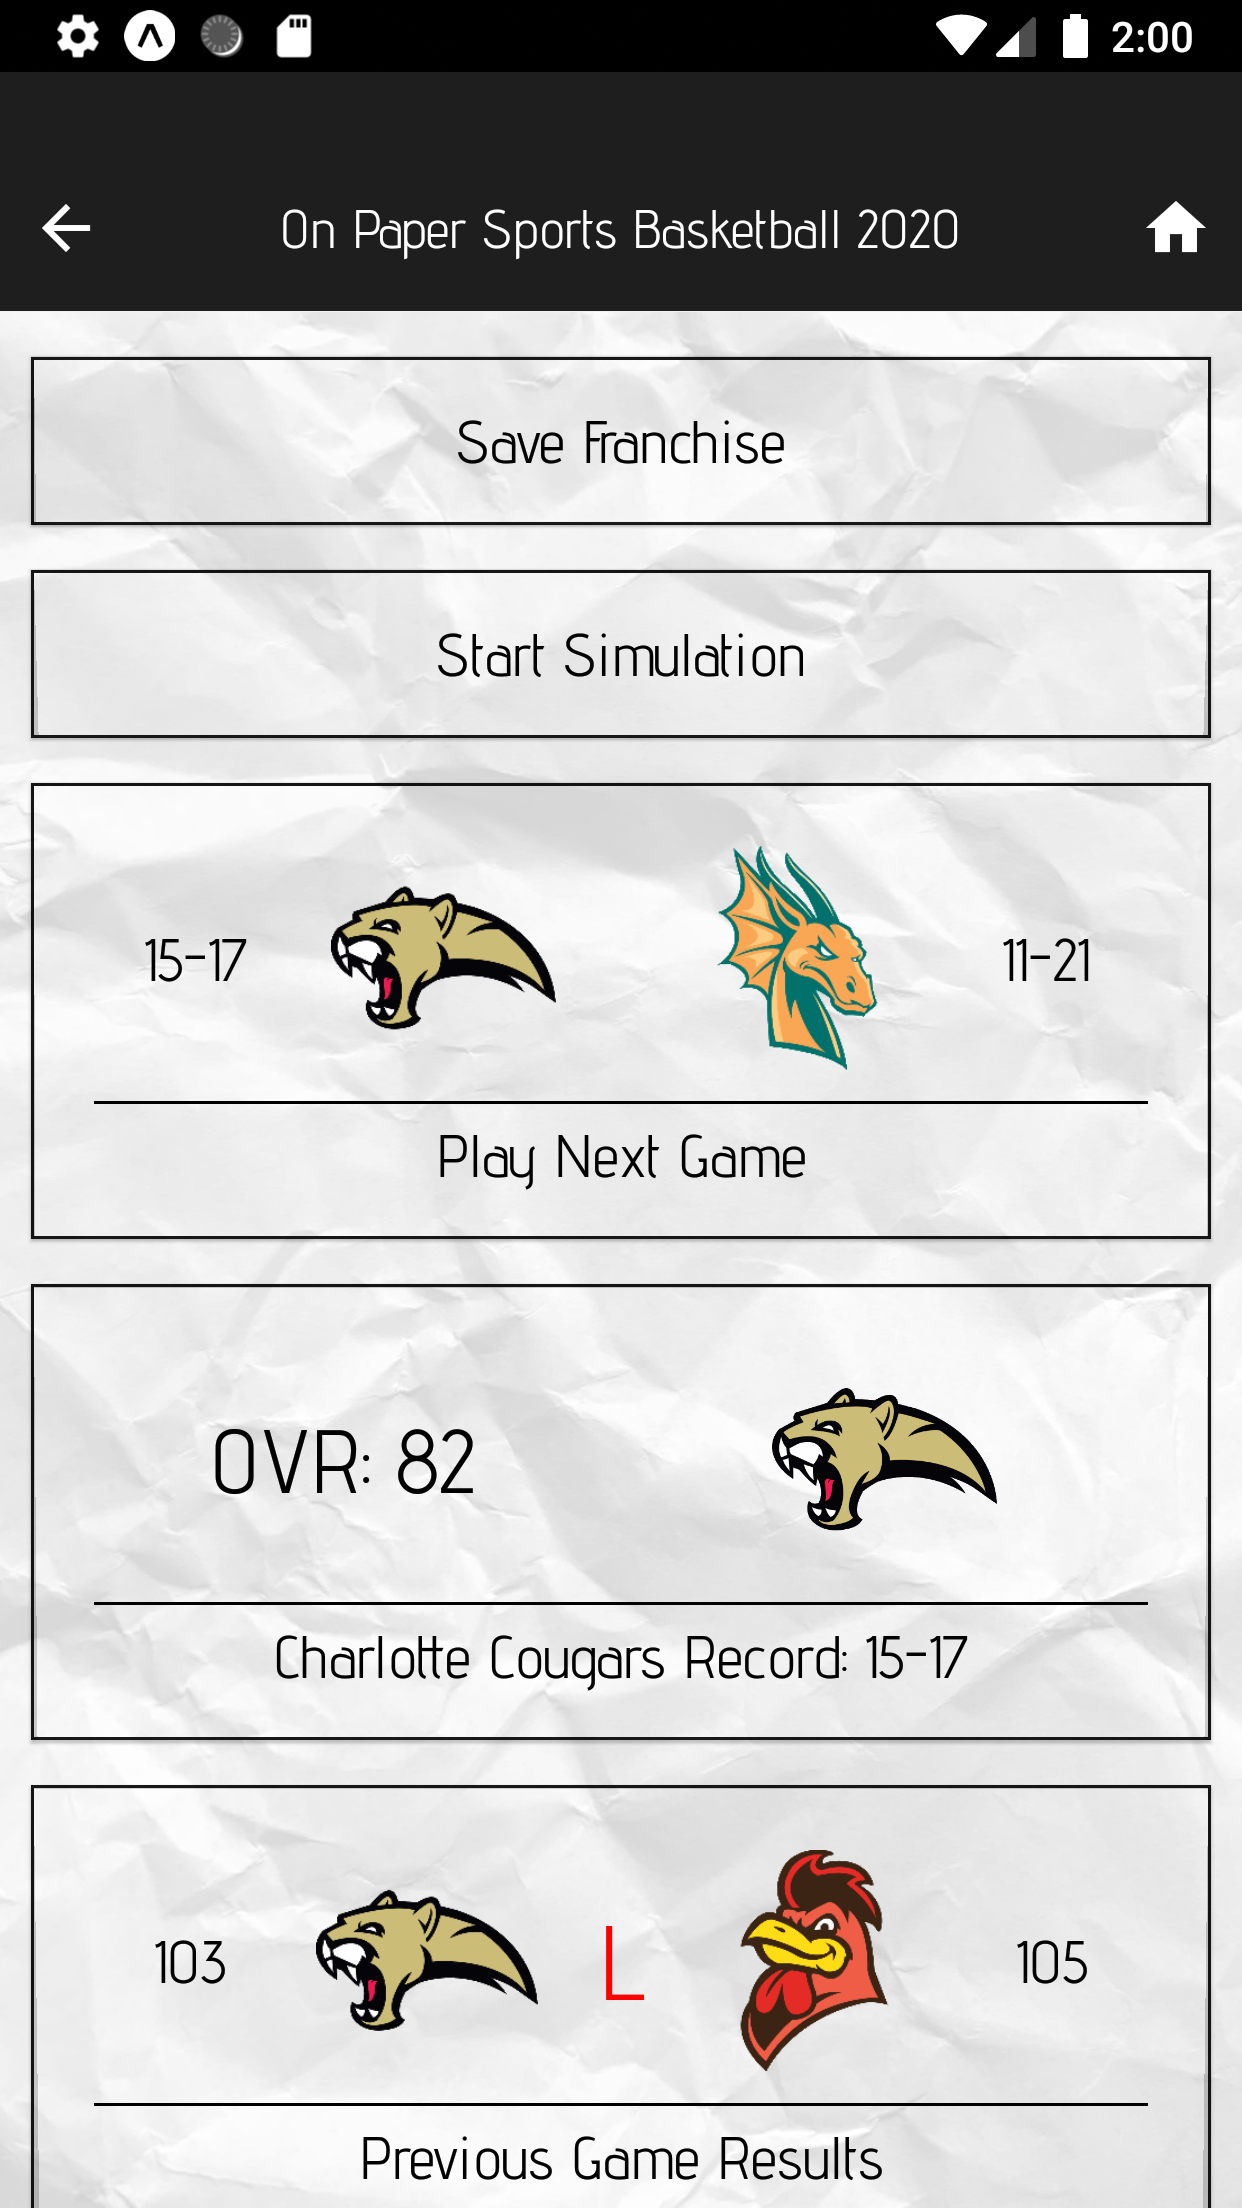 2:00
On Paper Sports Basketball 2020
Save Franchise
Start Simulation
15-17 11-21
Play Next Game
OVR: 82
Charlotte Cougars Record: 15-17
103 L 105
Previous Game Results